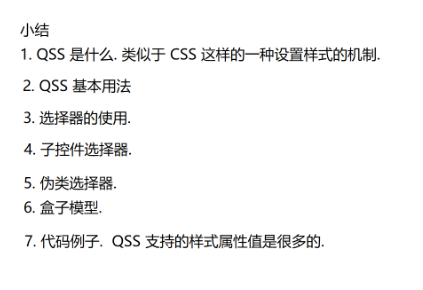 小结
1. QSS 是什么. 类似于 CSS 这样的一种设置样式的机制.
2. QSS 基本用法
3. 选择器的使用.
4. 子控件选择器.
5. 伪类选择器.
6. 盒子模型.
7. 代码例子.  QSS 支持的样式属性值是很多的.